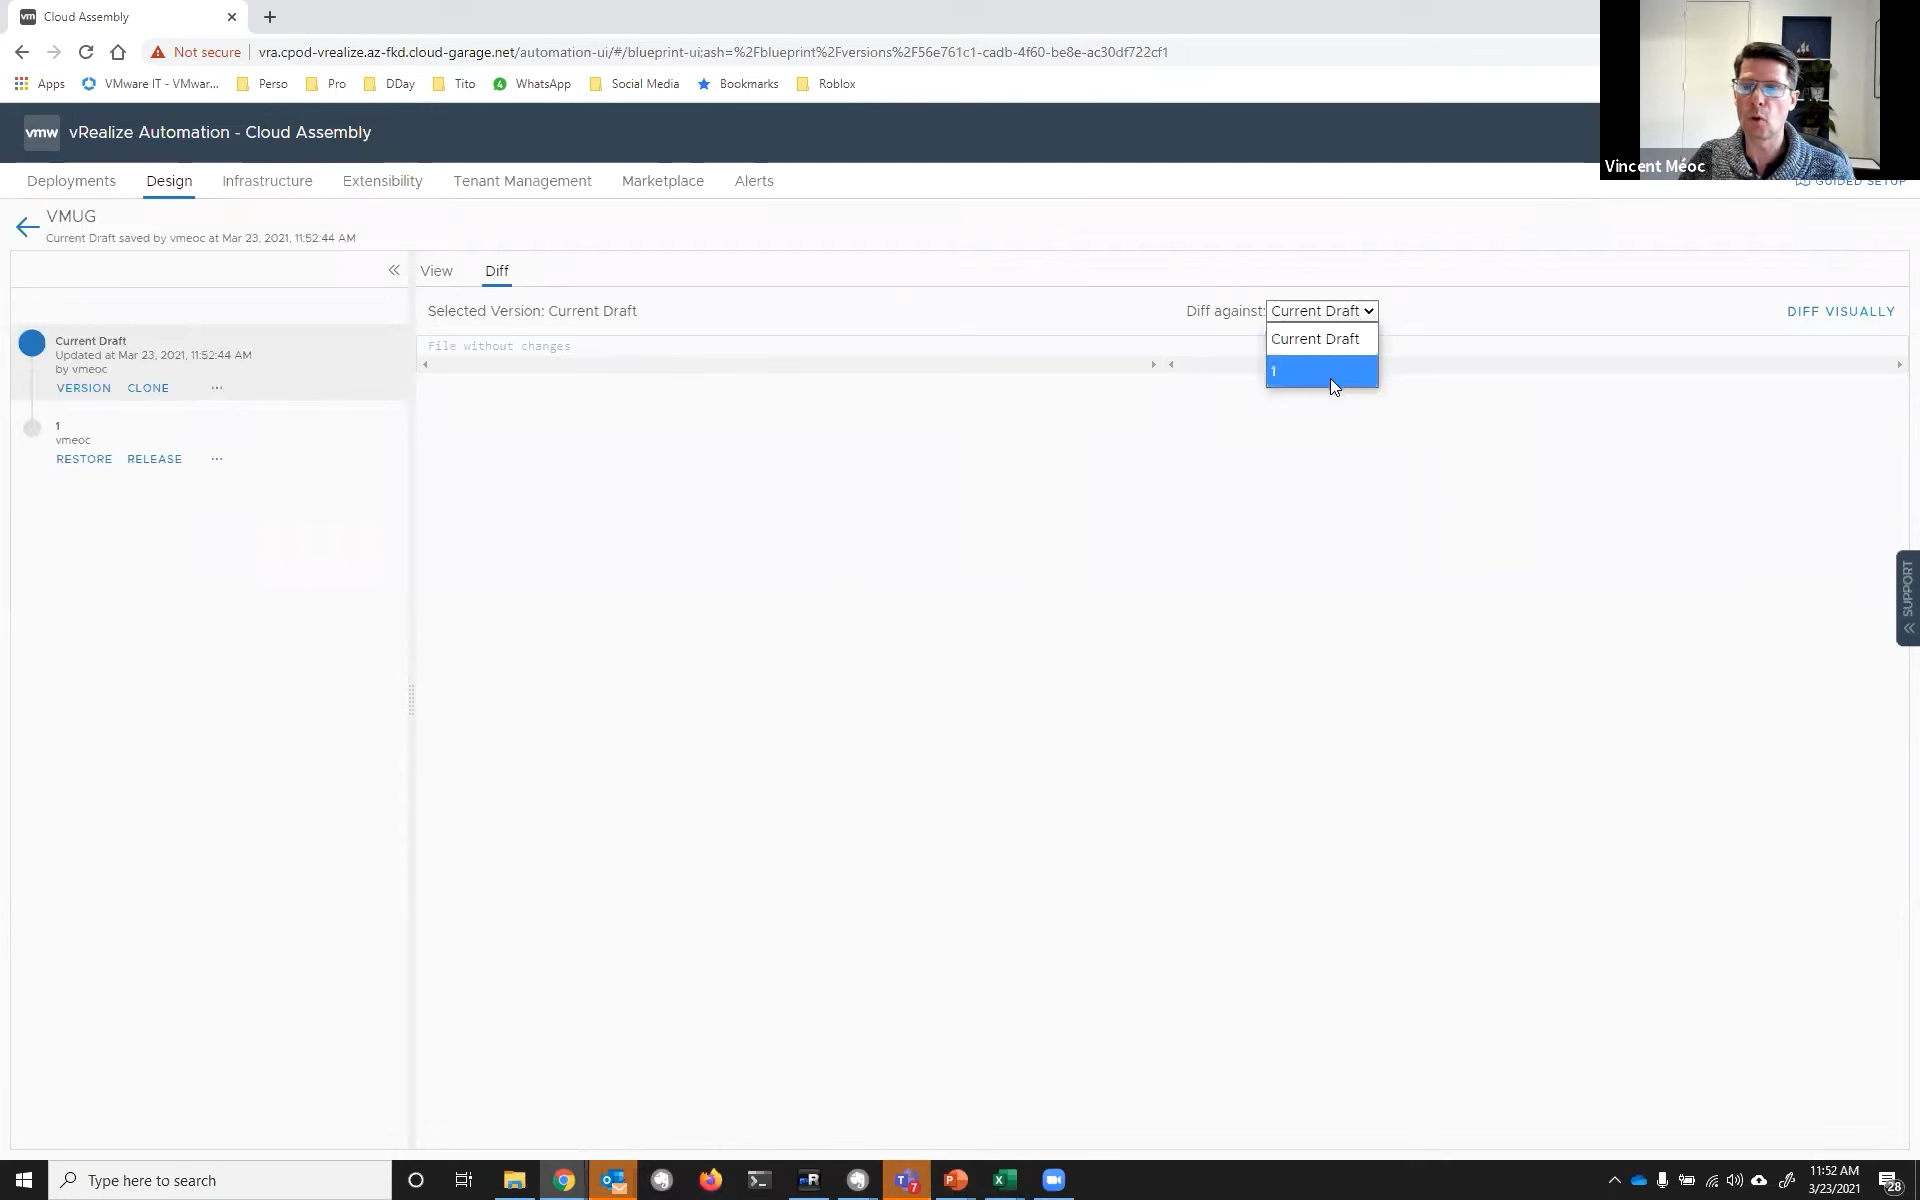 vm Cloud Assembly
Not secure vra.cpod-vrealize.az-fkd.cloud-garage.net/automation-ui/#/blueprint-ui;ash=%2Fblueprint%2Fversions%2F56e761c1-cadb-4f60-be8e-ac30df722cf1
Apps VMware IT - VMwar... Perso Pro DDay Tito 4 WhatsApp Social Media Bookmarks Roblox
vmw vRealize Automation - Cloud Assembly
Vincent Méoc
Deployments Design Infrastructure Extensibility Tenant Management Marketplace Alerts GUIDED SETUP
VMUG
Current Draft saved by vmeoc at Mar 23, 2021, 11:52:44 AM
View Diff
Selected Version: Current Draft Diff against: Current Draft DIFF VISUALLY
Current Draft
1
File without changes
Current Draft
Updated at Mar 23, 2021, 11:52:44 AM
by vmeoc
VERSION CLONE ...
1
vmeoc
RESTORE RELEASE ...
SUPPORT
Type here to search
mR
7
11:52 AM
3/23/2021
28